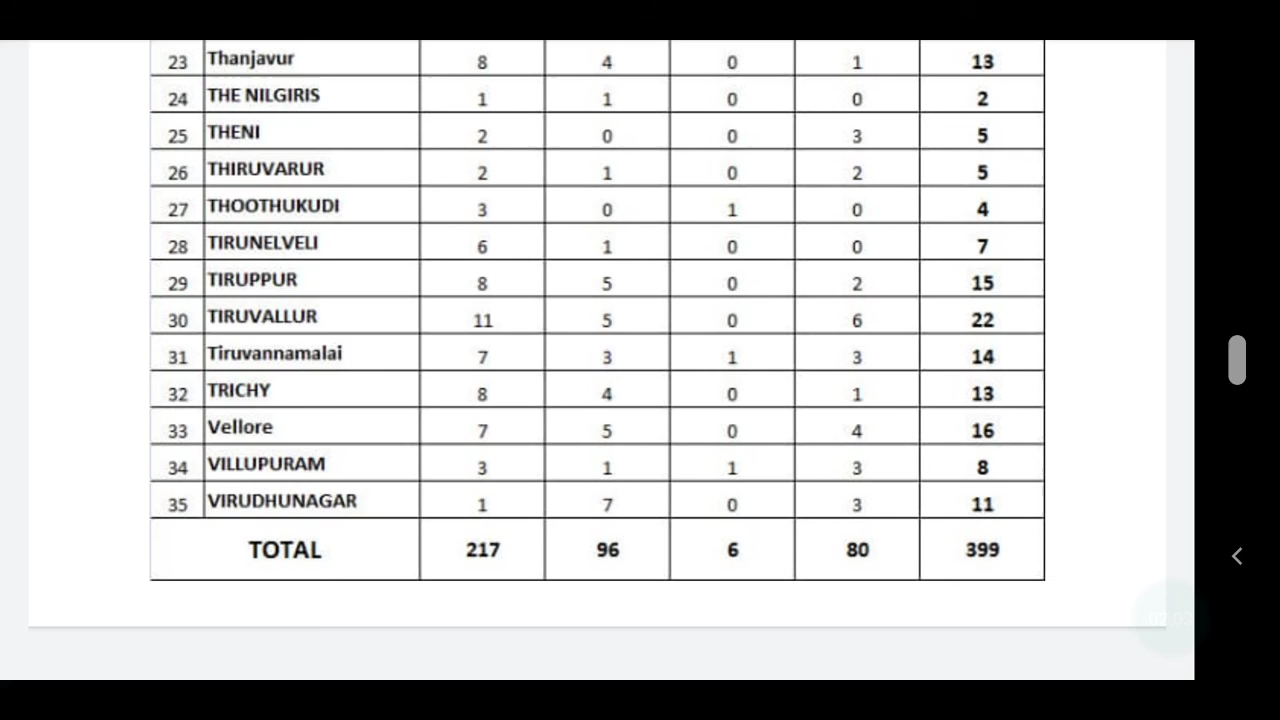 23 Thanjavur 8 4 0 1 13
24 THE NILGIRIS 1 1 0 0 2
25 THENI 2 0 0 3 5
26 THIRUVARUR 2 1 0 2 5
27 THOOTHUKUDI 3 0 1 0 4
28 TIRUNELVELI 6 1 0 0 7
29 TIRUPPUR 8 5 0 2 15
30 TIRUVALLUR 11 5 0 6 22
31 Tiruvannamalai 7 3 1 3 14
32 TRICHY 8 4 0 1 13
33 Vellore 7 5 0 4 16
34 VILLUPURAM 3 1 1 3 8
35 VIRUDHUNAGAR 1 7 0 3 11
TOTAL 217 96 6 80 399